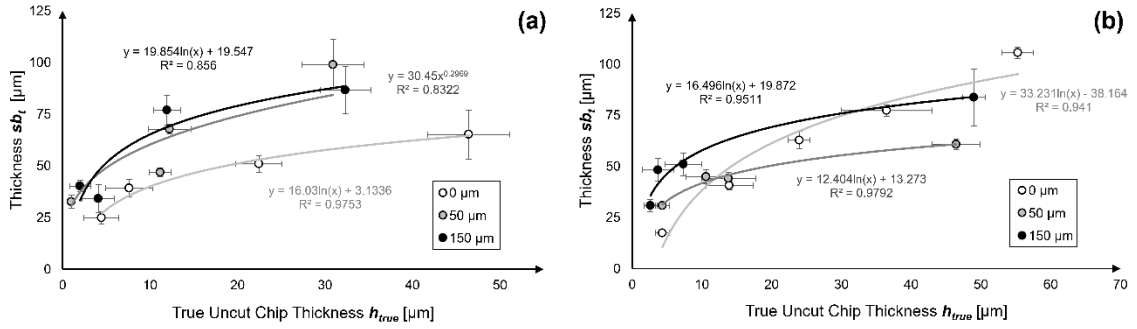 (a)
125
100
75
50
25
0
Thickness sbt [µm]
y = 19.854ln(x) + 19.547
R² = 0.856
y = 30.45x^0.2969
R² = 0.8322
y = 16.03ln(x) + 3.1336
R² = 0.9753
0 µm
50 µm
150 µm
0 10 20 30 40 50
True Uncut Chip Thickness htrue [µm]
(b)
125
100
75
50
25
0
Thickness sbt [µm]
y = 16.496ln(x) + 19.872
R² = 0.9511
y = 33.231ln(x) - 38.164
R² = 0.941
y = 12.404ln(x) + 13.273
R² = 0.9792
0 µm
50 µm
150 µm
0 10 20 30 40 50 60 70
True Uncut Chip Thickness htrue [µm]